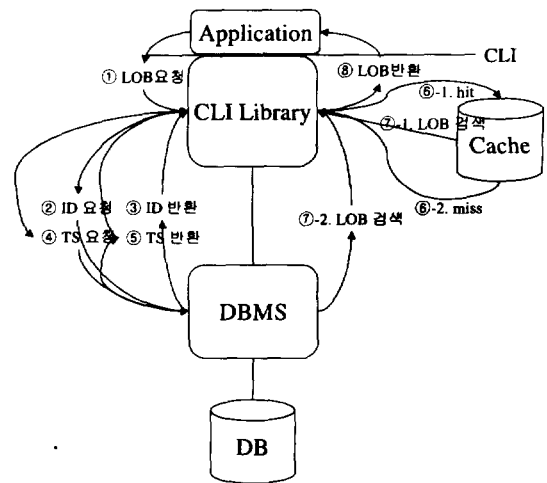 Application
CLI
① LOB요청
⑧ LOB반환
⑥-1. hit
CLI Library
⑦-1. LOB 검색
Cache
② ID 요청
③ ID 반환
⑥-2. miss
⑦-2. LOB 검색
④ TS 요청
⑤ TS 반환
DBMS
DB